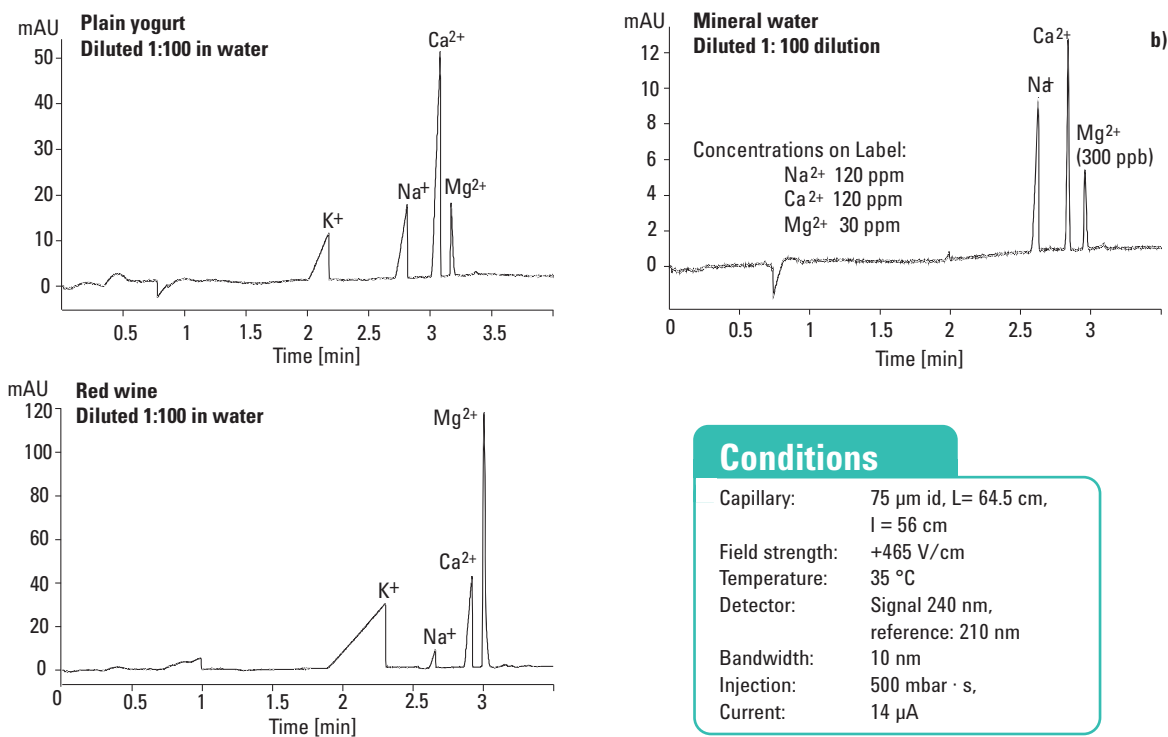 mAU
Plain yogurt
Diluted 1:100 in water
Ca2+
50
40
30
20
10
0
K+
Na+
Mg2+
0.5 1 1.5 2 2.5 3 3.5
Time [min]
mAU
Mineral water
Diluted 1: 100 dilution
b)
Ca2+
12
10
8
6
4
2
0
Na+
Mg2+
(300 ppb)
Concentrations on Label:
Na2+ 120 ppm
Ca2+ 120 ppm
Mg2+ 30 ppm
0 0.5 1 1.5 2 2.5 3
Time [min]
mAU
Red wine
Diluted 1:100 in water
120
100
80
60
40
20
0
Mg2+
Ca2+
K+
Na+
0 0.5 1 1.5 2 2.5 3
Time [min]
Conditions
Capillary: 75 µm id, L= 64.5 cm,
l = 56 cm
Field strength: +465 V/cm
Temperature: 35 °C
Detector: Signal 240 nm,
reference: 210 nm
Bandwidth: 10 nm
Injection: 500 mbar · s,
Current: 14 µA